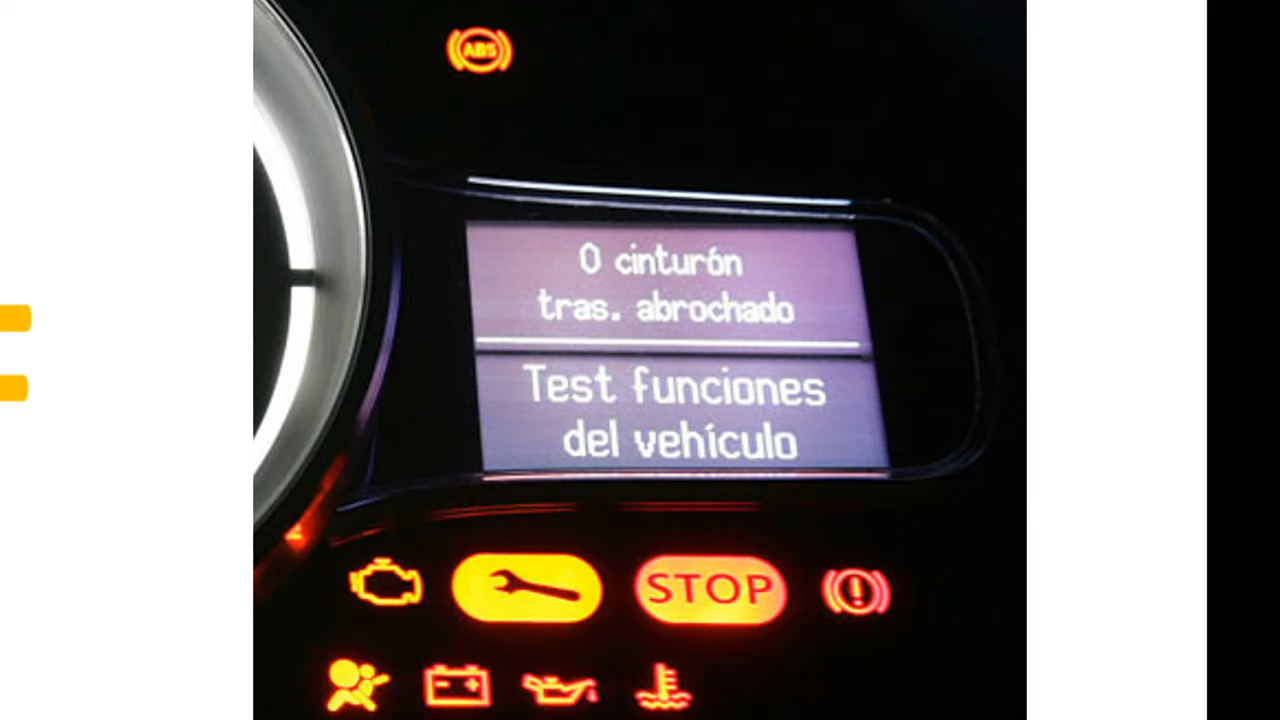 ABS
0 cinturón
tras. abrochado
Test funciones
del vehículo
STOP